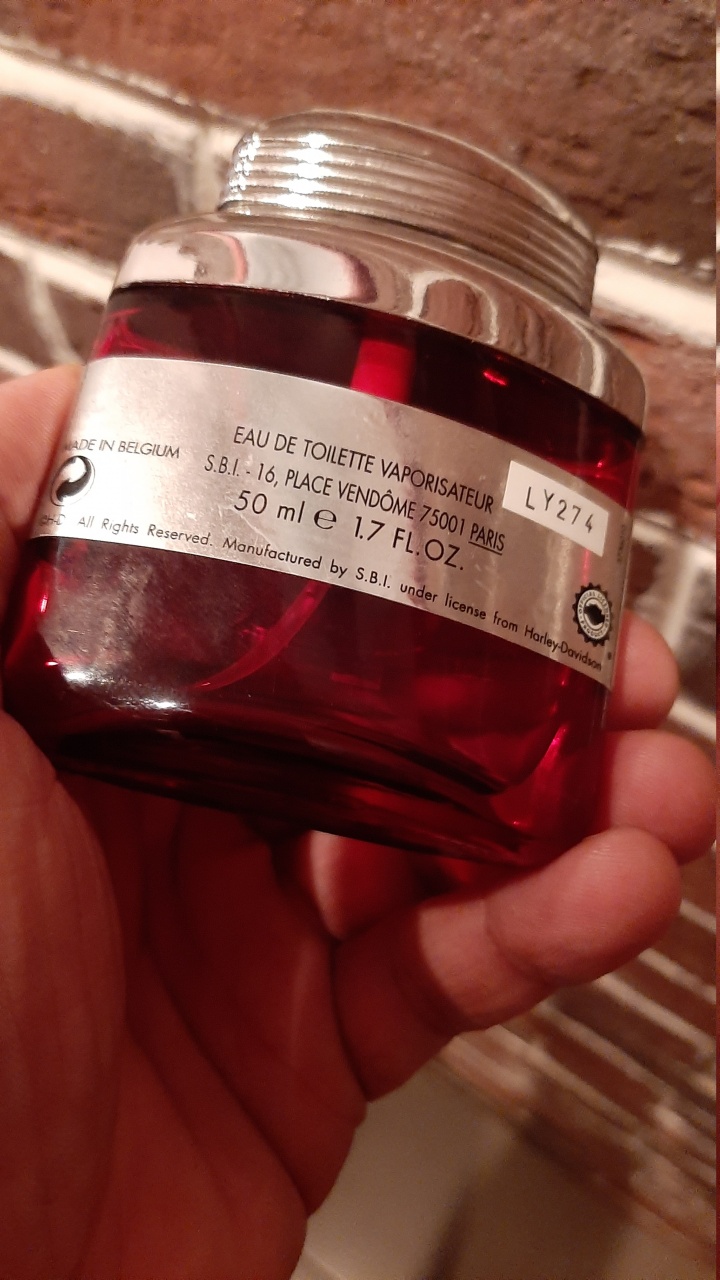 MADE IN BELGIUM
EAU DE TOILETTE VAPORISATEUR
S.B.I. - 16, PLACE VENDÔME 75001 PARIS
50 ml ℮ 1.7 FL.OZ.
LY274
All Rights Reserved. Manufactured by S.B.I. under license from Harley-Davidson